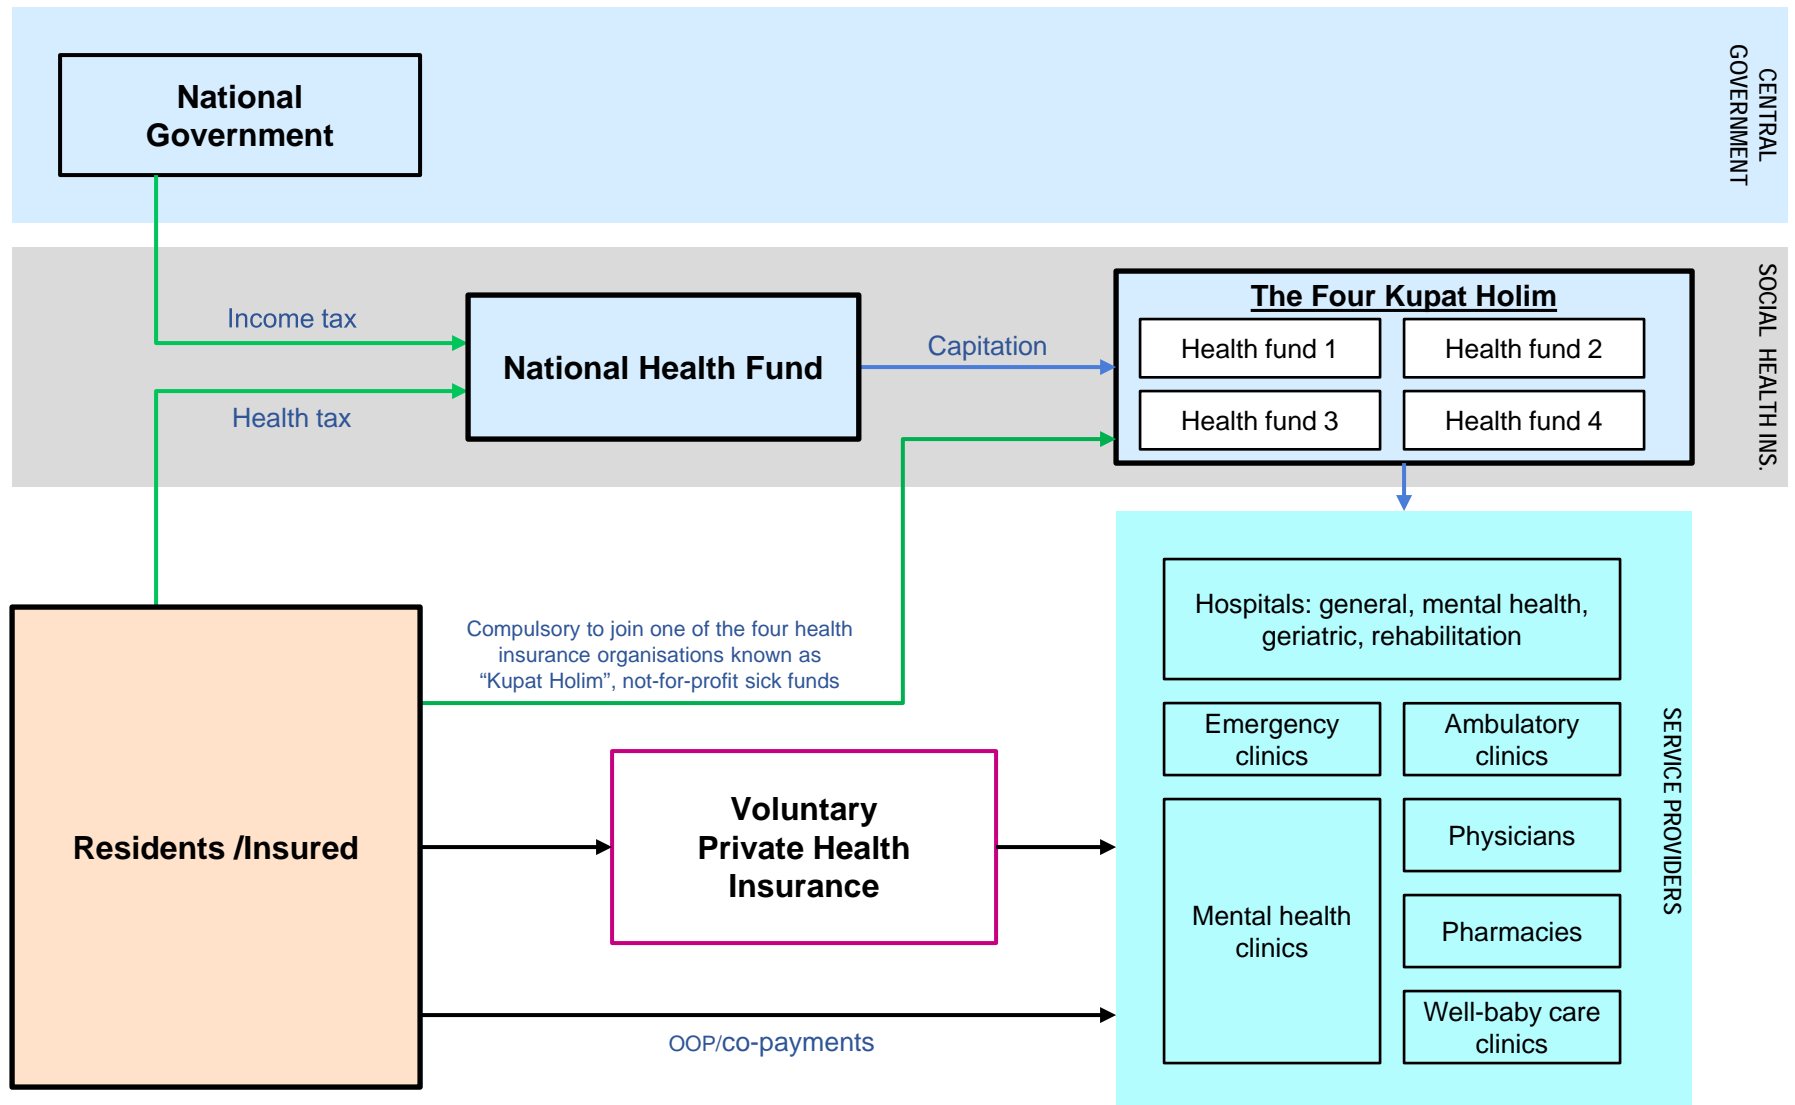 National
Government
CENTRAL
GOVERNMENT
Income tax
Health tax
National Health Fund
Capitation
The Four Kupat Holim
Health fund 1
Health fund 2
Health fund 3
Health fund 4
SOCIAL HEALTH INS.
Residents /Insured
Compulsory to join one of the four health
insurance organisations known as
“Kupat Holim”, not-for-profit sick funds
Voluntary
Private Health
Insurance
OOP/co-payments
Hospitals: general, mental health,
geriatric, rehabilitation
Emergency
clinics
Ambulatory
clinics
Mental health
clinics
Physicians
Pharmacies
Well-baby care
clinics
SERVICE PROVIDERS